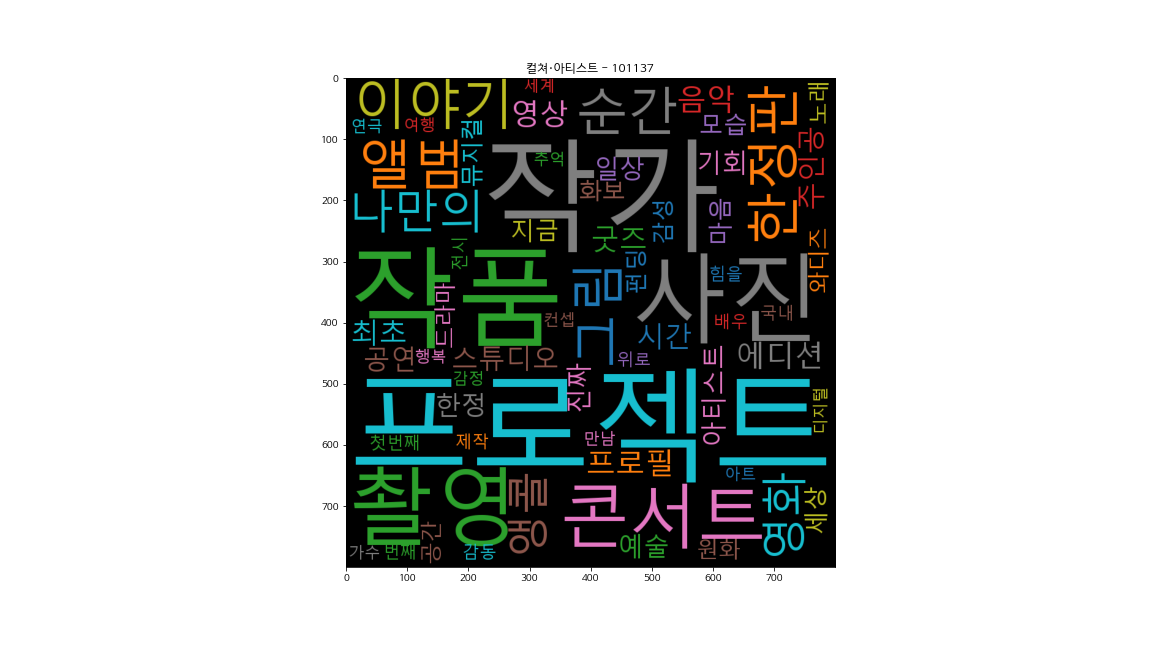 컬쳐·아티스트 - 101137
0
100
200
300
400
500
600
700
0 100 200 300 400 500 600 700
이야기
세계
영상
순간
음악
모습
한정판
노래
연극
여행
뮤지컬
앨범
추억
일상
화보
작가
기회
주인공
나만의
지금
굿즈
감성
마음
전시
작품
드라마
그림
펀딩
사진
힘을
와디즈
최초
컨셉
시간
배우
국내
공연
행복
스튜디오
위로
에디션
감정
한정
진짜
아티스트
디지털
프로젝트
첫번째
제작
만남
프로필
아트
촬영
앵콜
콘서트
영화
세상
가수
번째
공간
감동
예술
원화